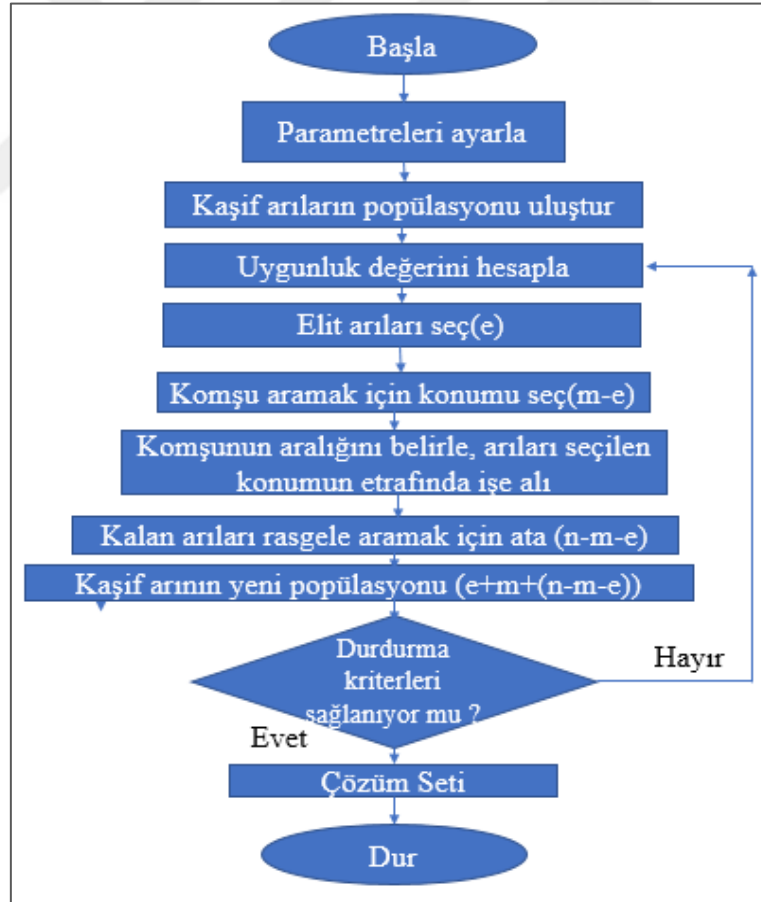 Başla
Parametreleri ayarla
Kaşif arıların popülasyonu uluştur
Uygunluk değerini hesapla
Elit arıları seç(e)
Komşu aramak için konumu seç(m-e)
Komşunun aralığını belirle, arıları seçilen
konumun etrafında işe alı
Kalan arıları rasgele aramak için ata (n-m-e)
Kaşif arının yeni popülasyonu (e+m+(n-m-e))
Durdurma
kriterleri
sağlanıyor mu ?
Hayır
Evet
Çözüm Seti
Dur